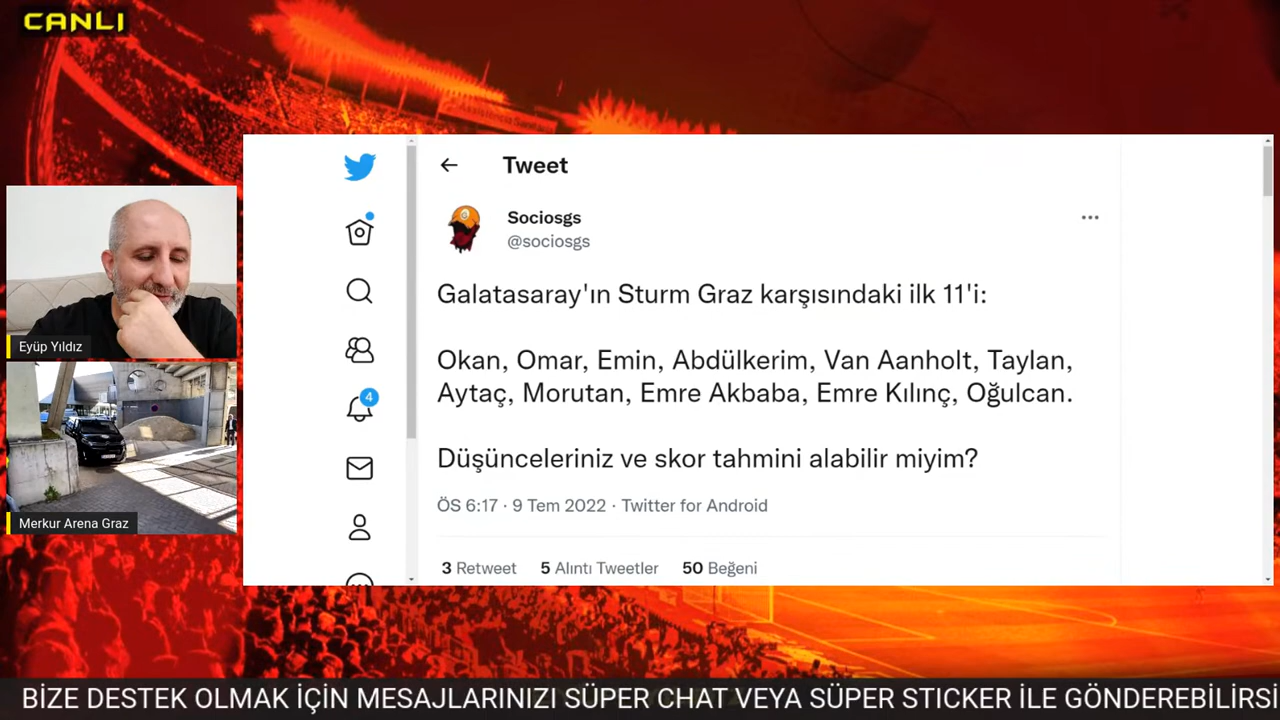 CANLI
Tweet
Sociosgs
@sociosgs
Galatasaray'ın Sturm Graz karşısındaki ilk 11'i:
Okan, Omar, Emin, Abdülkerim, Van Aanholt, Taylan,
Aytaç, Morutan, Emre Akbaba, Emre Kılınç, Oğulcan.
Düşünceleriniz ve skor tahmini alabilir miyim?
ÖS 6:17 · 9 Tem 2022 · Twitter for Android
3 Retweet 5 Alıntı Tweetler 50 Beğeni
4
Eyüp Yıldız
Merkur Arena Graz
BİZE DESTEK OLMAK İÇİN MESAJLARINIZI SÜPER CHAT VEYA SÜPER STICKER İLE GÖNDEREBİLİRSİ